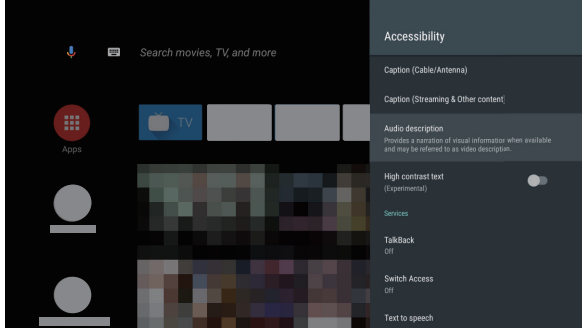 Search movies, TV, and more
Apps
TV
Accessibility
Caption (Cable/Antenna)
Caption (Streaming & Other content
Audio description
Provides a narration of visual information when available
and may be referred to as video description.
High contrast text
(Experimental)
Services
TalkBack
Off
Switch Access
Off
Text to speech